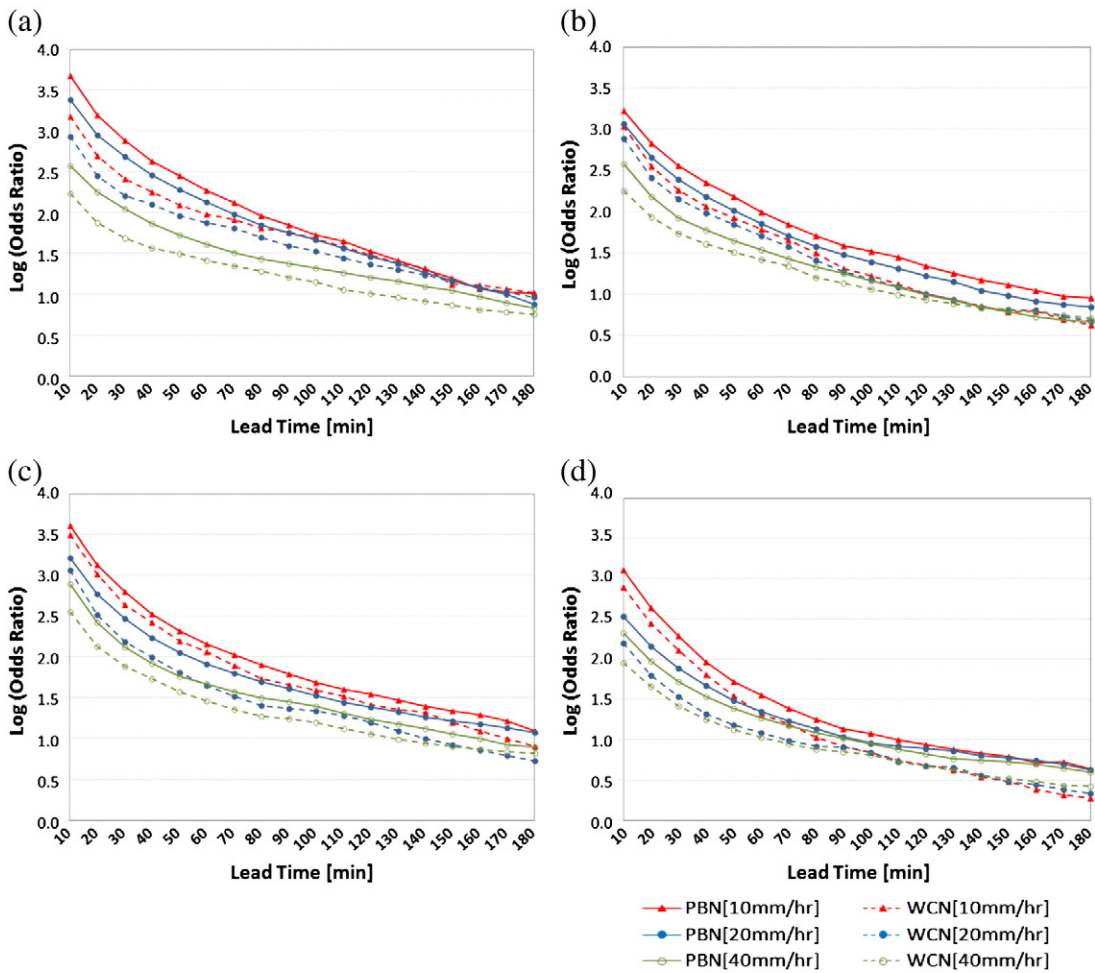 (a)
4.0
3.5
3.0
2.5
2.0
1.5
1.0
0.5
0.0
Log (Odds Ratio)
10 20 30 40 50 60 70 80 90 100 110 120 130 140 150 160 170 180
Lead Time [min]
(b)
4.0
3.5
3.0
2.5
2.0
1.5
1.0
0.5
0.0
Log (Odds Ratio)
10 20 30 40 50 60 70 80 90 100 110 120 130 140 150 160 170 180
Lead Time [min]
(c)
4.0
3.5
3.0
2.5
2.0
1.5
1.0
0.5
0.0
Log (Odds Ratio)
10 20 30 40 50 60 70 80 90 100 110 120 130 140 150 160 170 180
Lead Time [min]
(d)
4.0
3.5
3.0
2.5
2.0
1.5
1.0
0.5
0.0
Log (Odds Ratio)
10 20 30 40 50 60 70 80 90 100 110 120 130 140 150 160 170 180
Lead Time [min]
PBN[10mm/hr] WCN[10mm/hr]
PBN[20mm/hr] WCN[20mm/hr]
PBN[40mm/hr] WCN[40mm/hr]